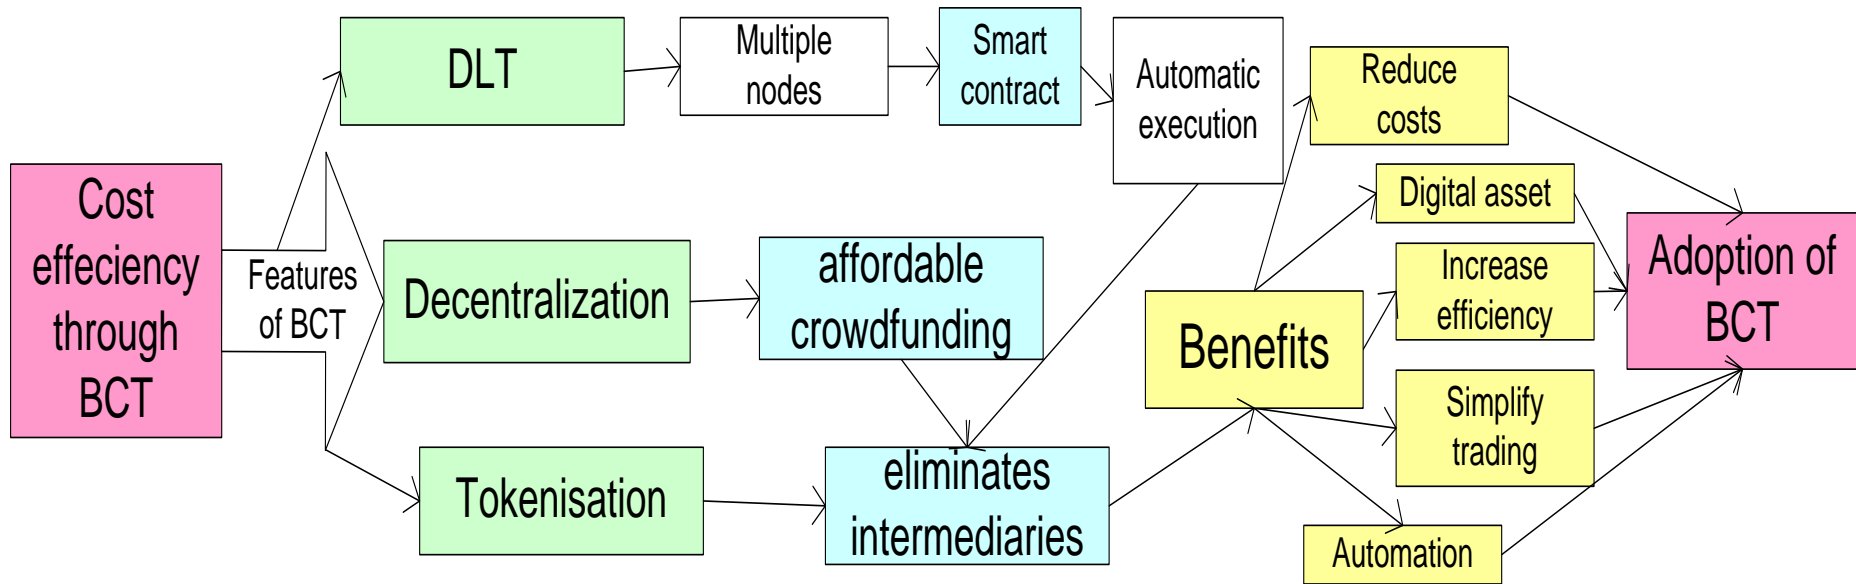 Cost
effeciency
through
BCT
Features
of BCT
DLT
Multiple
nodes
Smart
contract
Automatic
execution
Decentralization
affordable
crowdfunding
Tokenisation
eliminates
intermediaries
Benefits
Reduce
costs
Digital asset
Increase
efficiency
Simplify
trading
Automation
Adoption of
BCT